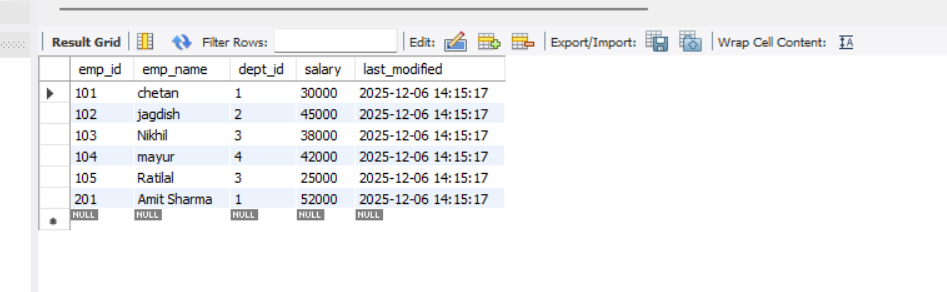 Result Grid Filter Rows: Edit: Export/Import: Wrap Cell Content: IA
emp_id emp_name dept_id salary last_modified
101 chetan 1 30000 2025-12-06 14:15:17
102 jagdish 2 45000 2025-12-06 14:15:17
103 Nikhil 3 38000 2025-12-06 14:15:17
104 mayur 4 42000 2025-12-06 14:15:17
105 Ratilal 3 25000 2025-12-06 14:15:17
201 Amit Sharma 1 52000 2025-12-06 14:15:17
NULL NULL NULL NULL NULL